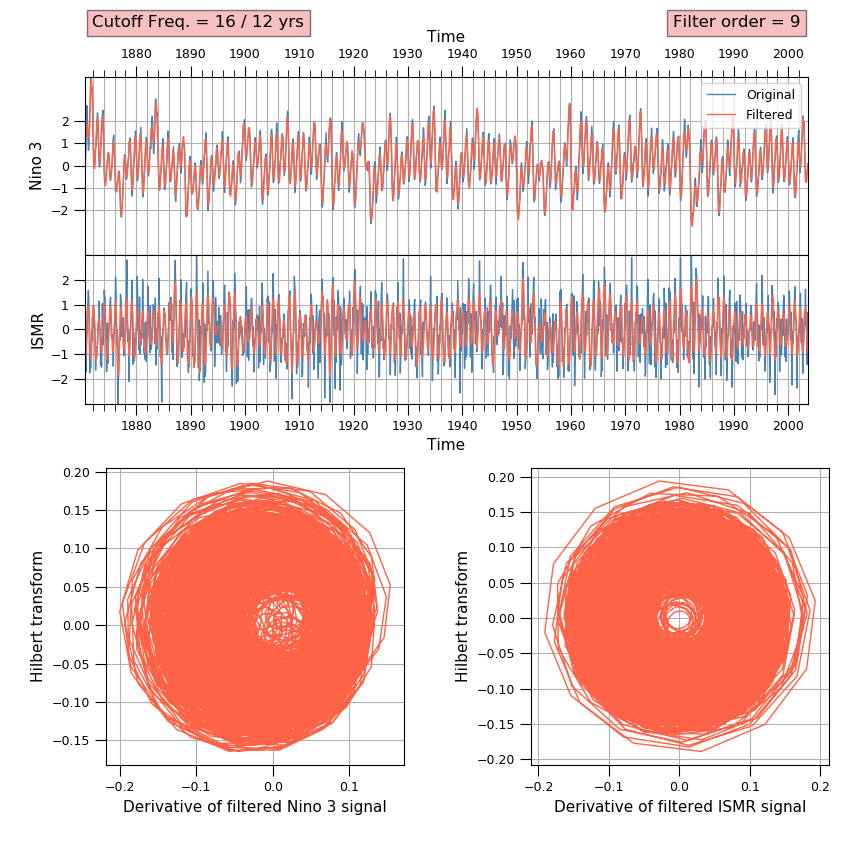 Cutoff Freq. = 16 / 12 yrs
Filter order = 9
Time
1880 1890 1900 1910 1920 1930 1940 1950 1960 1970 1980 1990 2000
Original
Filtered
Nino 3
2
1
0
−1
−2
ISMR
2
1
0
−1
−2
1880 1890 1900 1910 1920 1930 1940 1950 1960 1970 1980 1990 2000
Time
Hilbert transform
0.20
0.15
0.10
0.05
0.00
−0.05
−0.10
−0.15
−0.2 −0.1 0.0 0.1
Derivative of filtered Nino 3 signal
Hilbert transform
0.20
0.15
0.10
0.05
0.00
−0.05
−0.10
−0.15
−0.20
−0.2 −0.1 0.0 0.1 0.2
Derivative of filtered ISMR signal